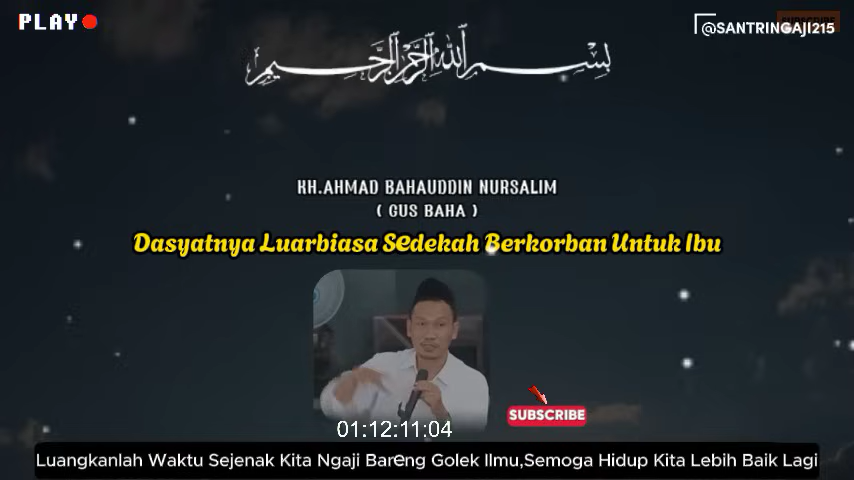 PLAY
@SANTRINGAJI215
SUBSCRIBE
بسم الله الرحمن الرحيم
KH.AHMAD BAHAUDDIN NURSALIM
( GUS BAHA )
Dasyatnya Luarbiasa Sedekah Berkorban Untuk Ibu
01:12:11:04
SUBSCRIBE
Luangkanlah Waktu Sejenak Kita Ngaji Bareng Golek Ilmu,Semoga Hidup Kita Lebih Baik Lagi